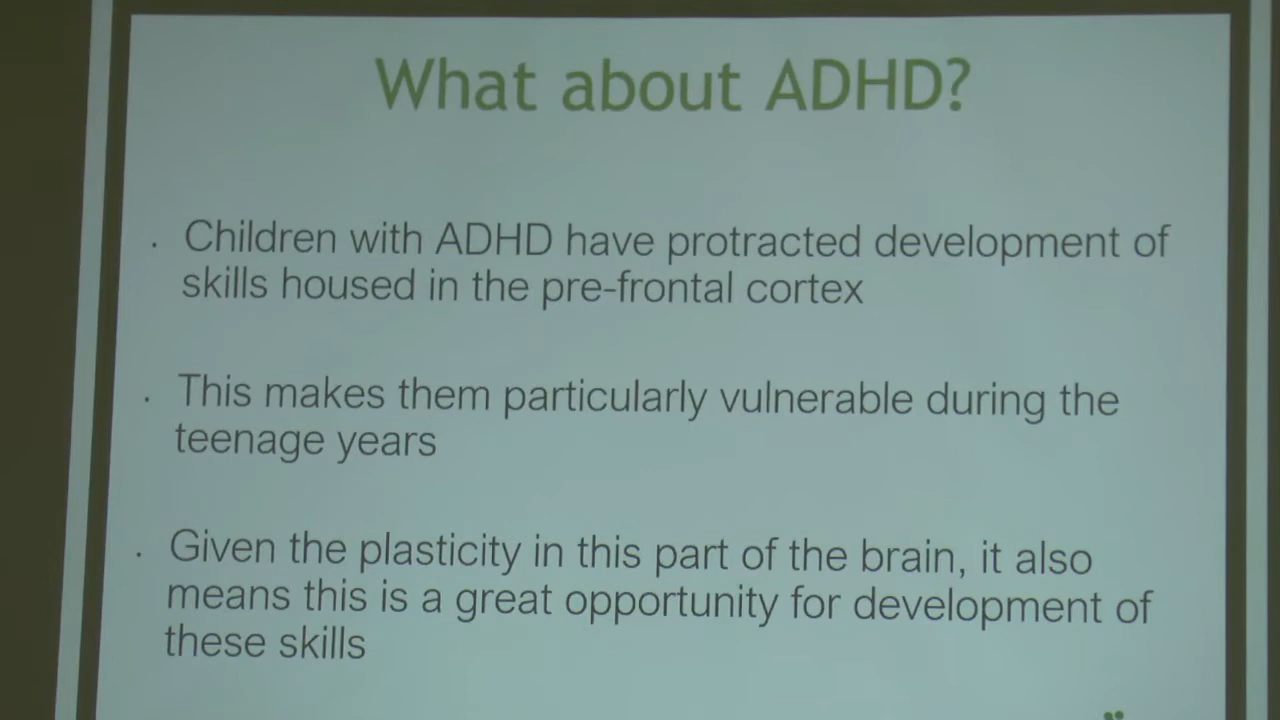 What about ADHD?
. Children with ADHD have protracted development of
skills housed in the pre-frontal cortex
. This makes them particularly vulnerable during the
teenage years
. Given the plasticity in this part of the brain, it also
means this is a great opportunity for development of
these skills